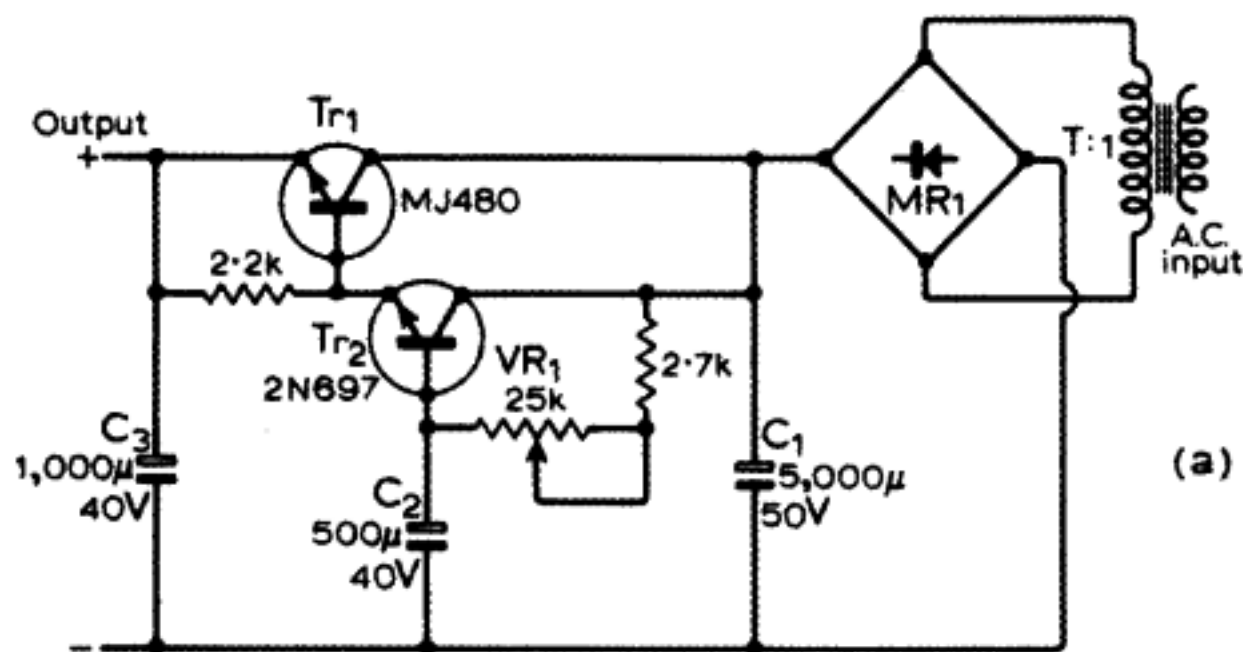 Output
+
Tr1
MJ480
2·2k
Tr2
2N697
VR1
25k
2·7k
C3
1,000μ
40V
C2
500μ
40V
C1
5,000μ
50V
MR1
T:1
A.C.
input
(a)
−